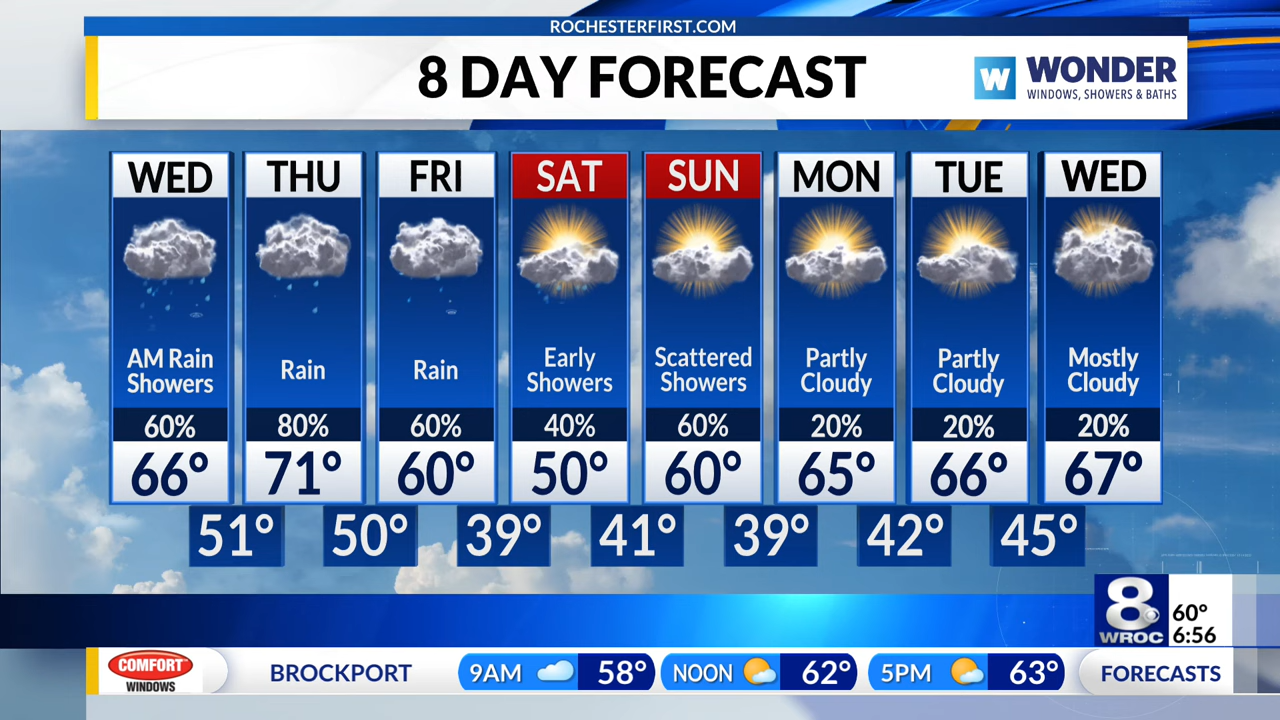 ROCHESTERFIRST.COM
8 DAY FORECAST
W WONDER
WINDOWS, SHOWERS & BATHS
WED THU FRI SAT SUN MON TUE WED
AM Rain Showers
Rain
Rain
Early Showers
Scattered Showers
Partly Cloudy
Partly Cloudy
Mostly Cloudy
60% 80% 60% 40% 60% 20% 20% 20%
66° 71° 60° 50° 60° 65° 66° 67°
51° 50° 39° 41° 39° 42° 45°
8 WROC
60°
6:56
COMFORT
WINDOWS
BROCKPORT 9AM 58° NOON 62° 5PM 63° FORECASTS